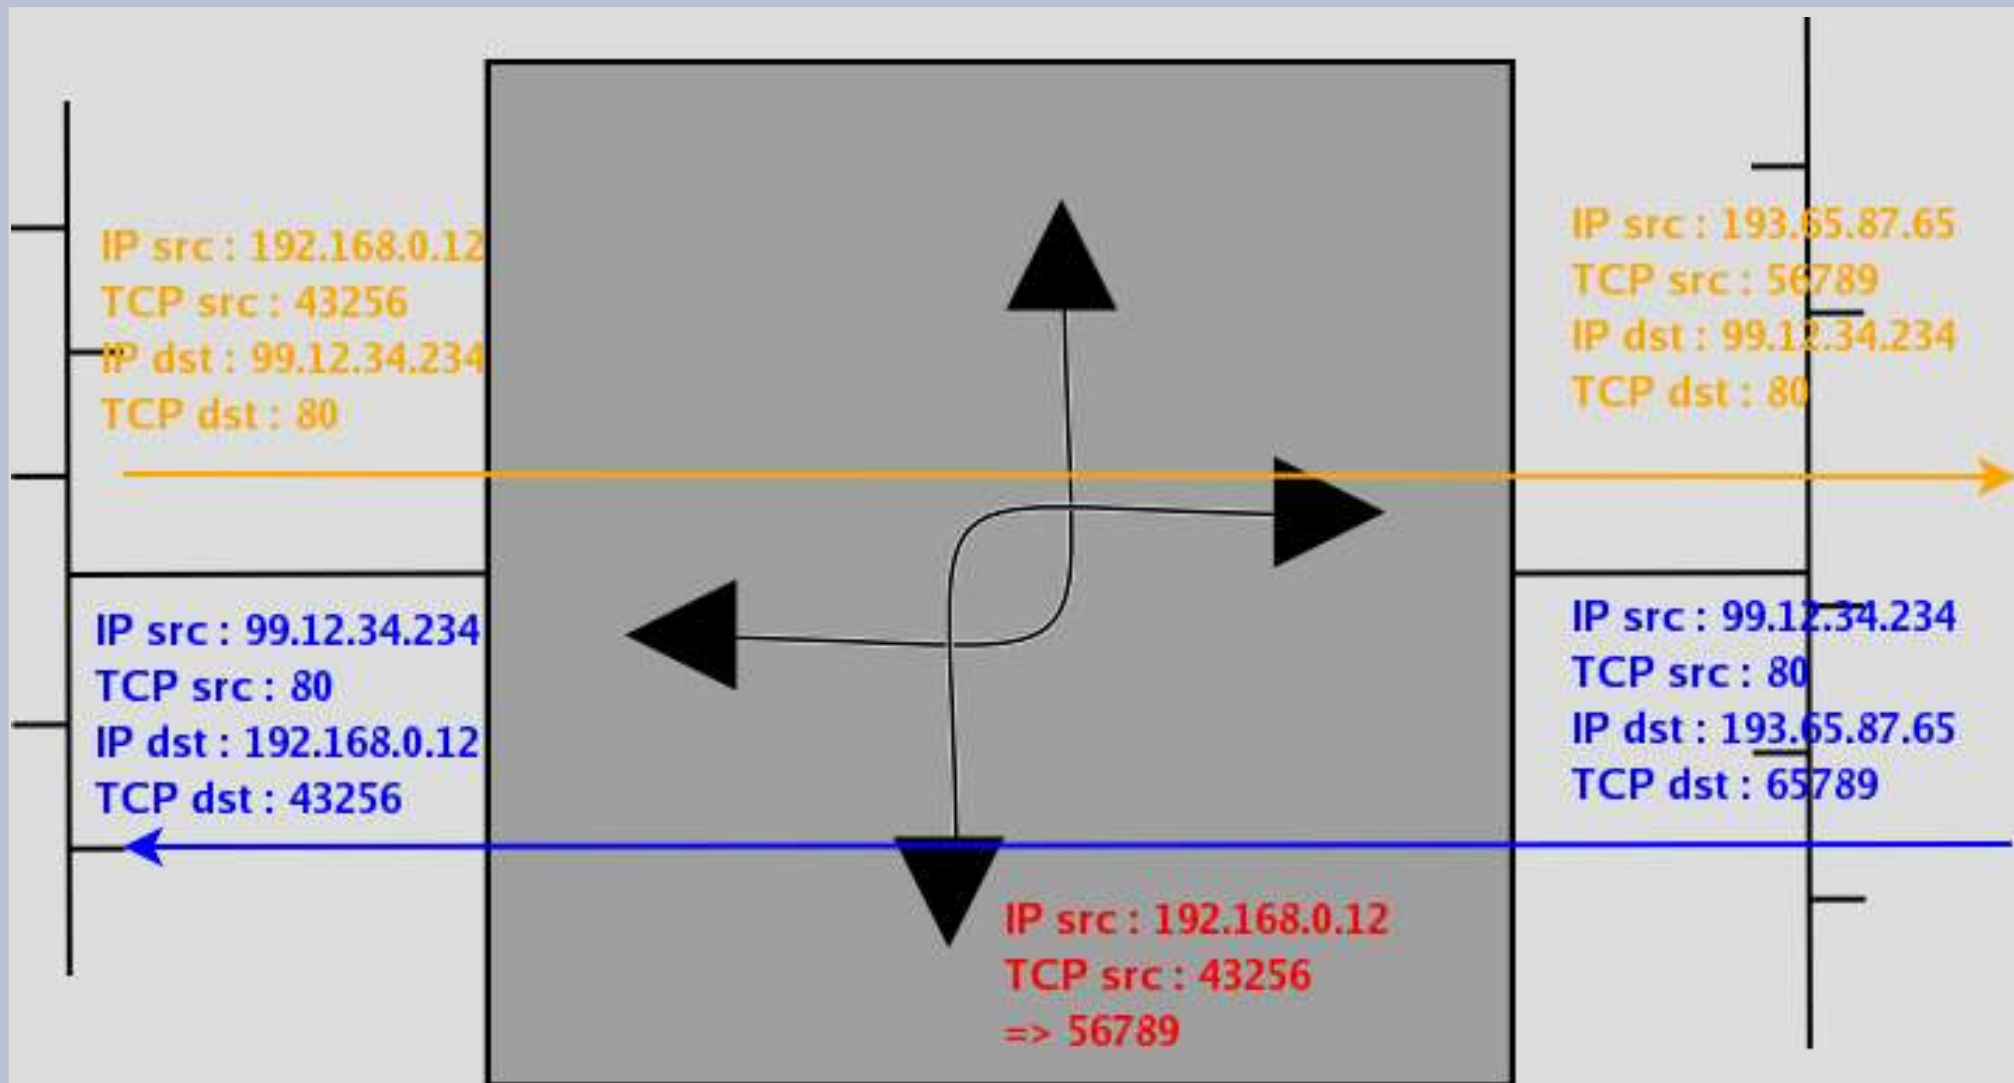 IP src : 192.168.0.12
TCP src : 43256
IP dst : 99.12.34.234
TCP dst : 80
IP src : 193.65.87.65
TCP src : 56789
IP dst : 99.12.34.234
TCP dst : 80
IP src : 99.12.34.234
TCP src : 80
IP dst : 192.168.0.12
TCP dst : 43256
IP src : 99.12.34.234
TCP src : 80
IP dst : 193.65.87.65
TCP dst : 65789
IP src : 192.168.0.12
TCP src : 43256
=> 56789